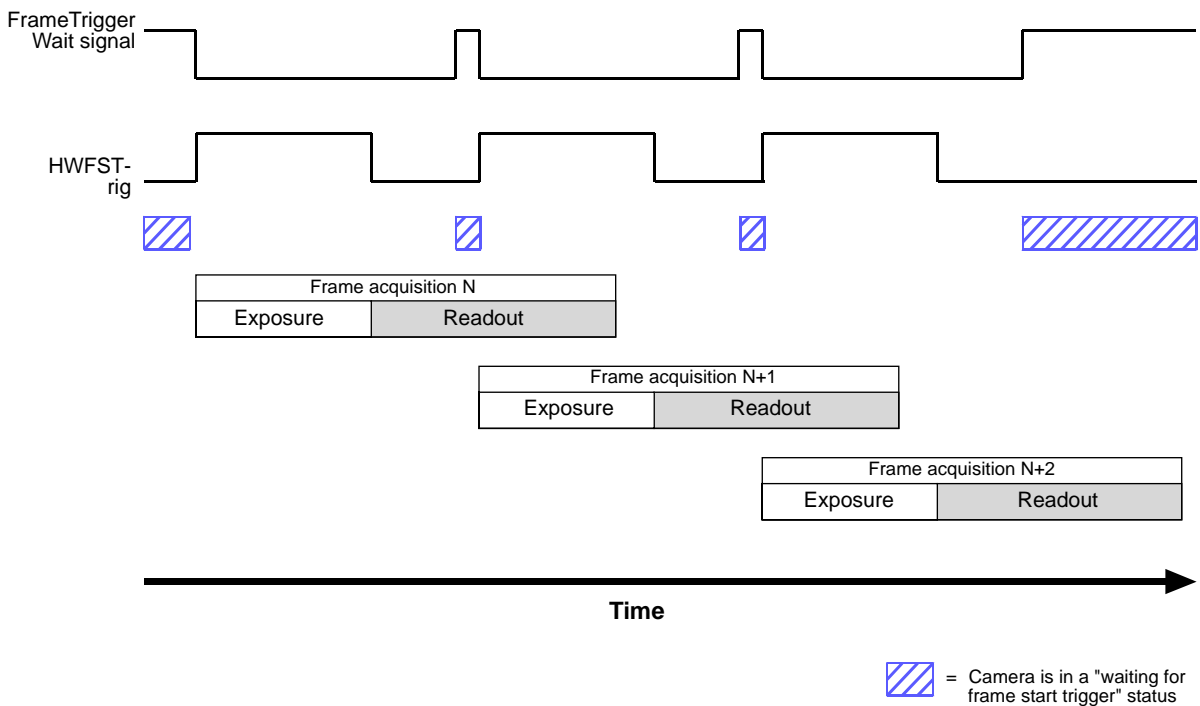 FrameTrigger
Wait signal
HWFST-
rig
Frame acquisition N
Exposure Readout
Frame acquisition N+1
Exposure Readout
Frame acquisition N+2
Exposure Readout
Time
= Camera is in a "waiting for
frame start trigger" status